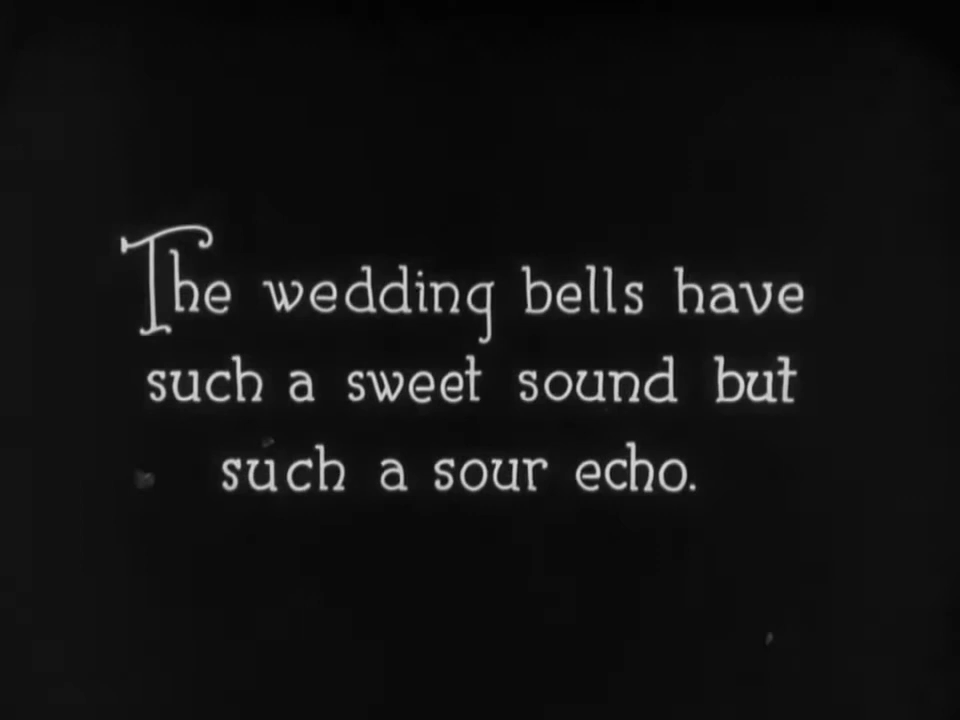 The wedding bells have
such a sweet sound but
such a sour echo.